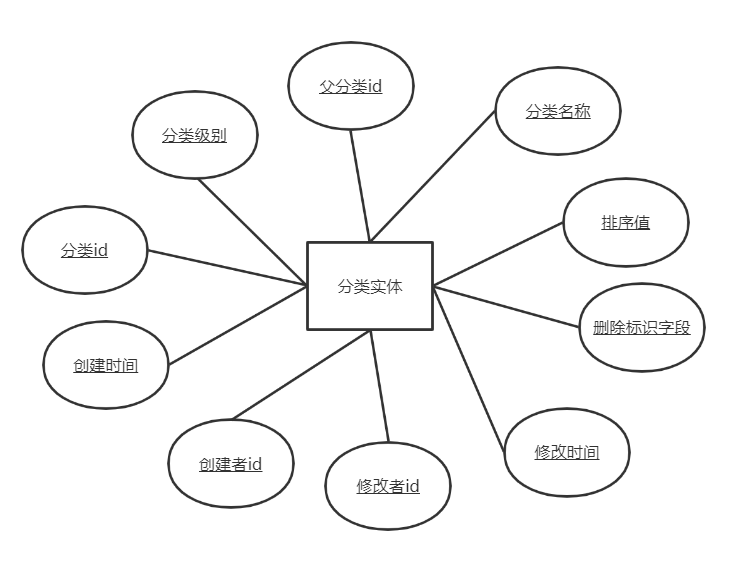 父分类id
分类名称
分类级别
排序值
分类id
分类实体
删除标识字段
创建时间
修改时间
创建者id
修改者id